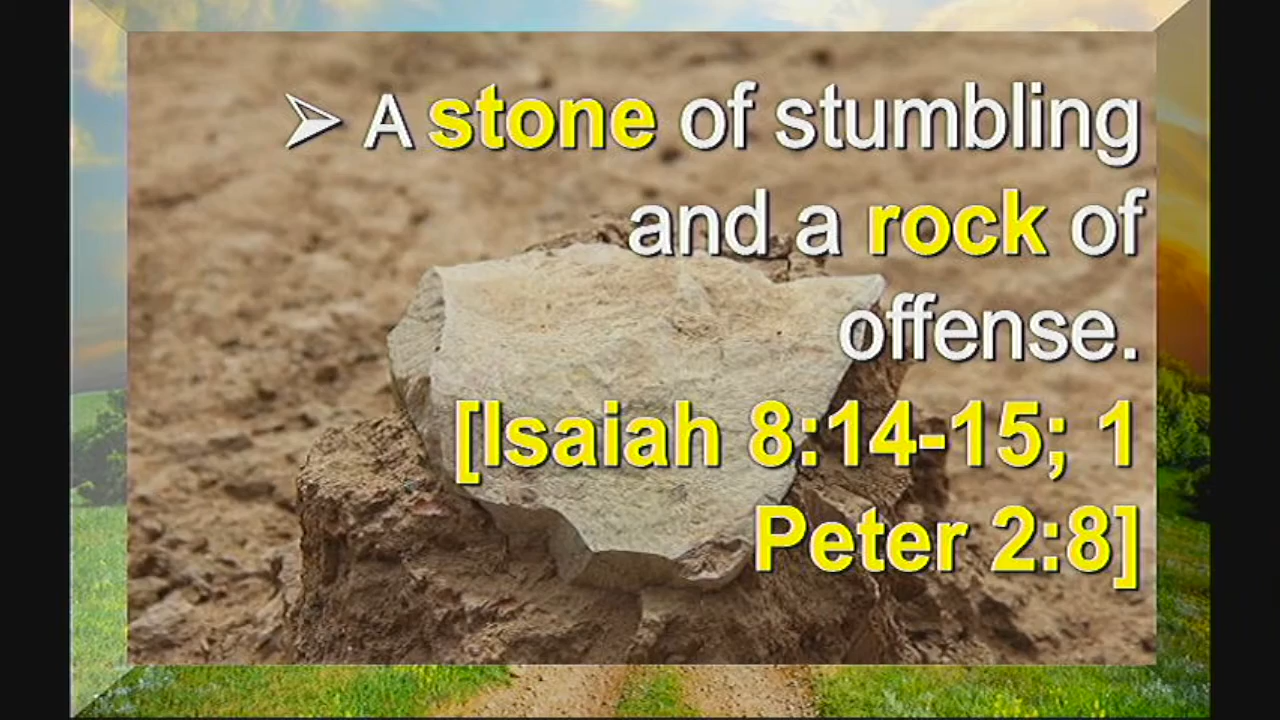 ➢ A stone of stumbling
and a rock of
offense.
[Isaiah 8:14-15; 1
Peter 2:8]